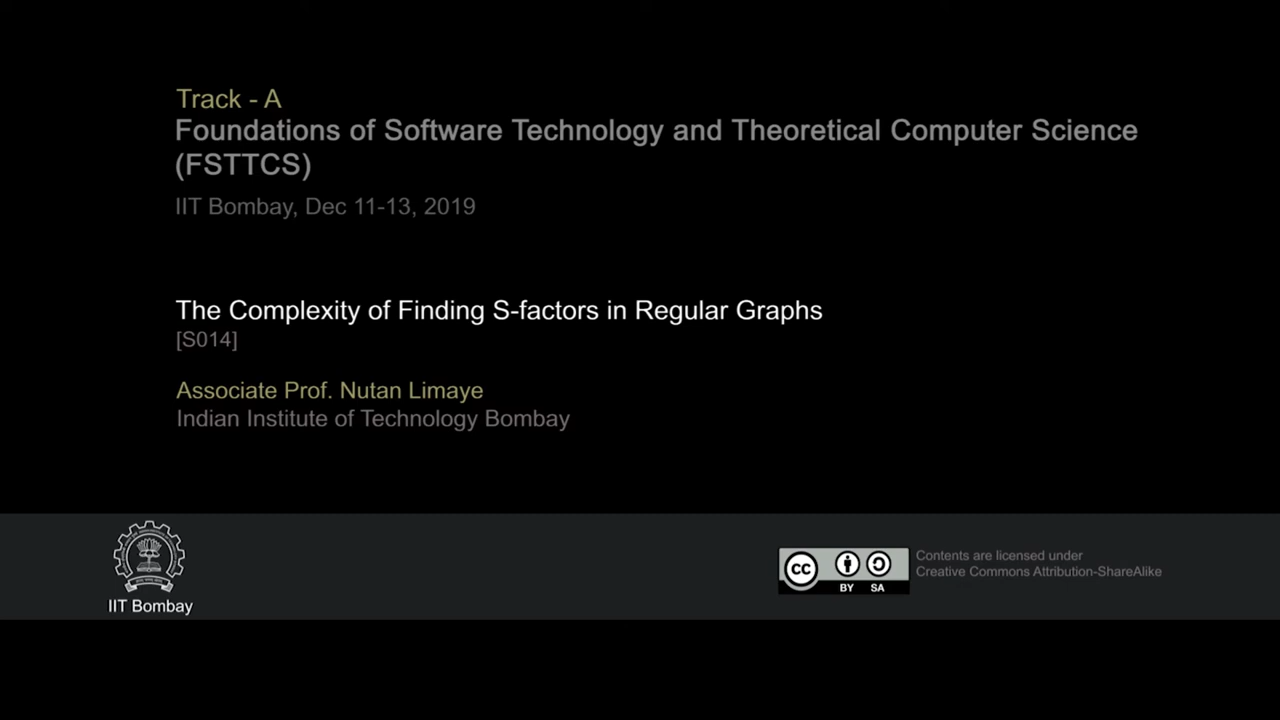 Track - A
Foundations of Software Technology and Theoretical Computer Science
(FSTTCS)
IIT Bombay, Dec 11-13, 2019
The Complexity of Finding S-factors in Regular Graphs
[S014]
Associate Prof. Nutan Limaye
Indian Institute of Technology Bombay
IIT Bombay
cc
BY SA
Contents are licensed under
Creative Commons Attribution-ShareAlike